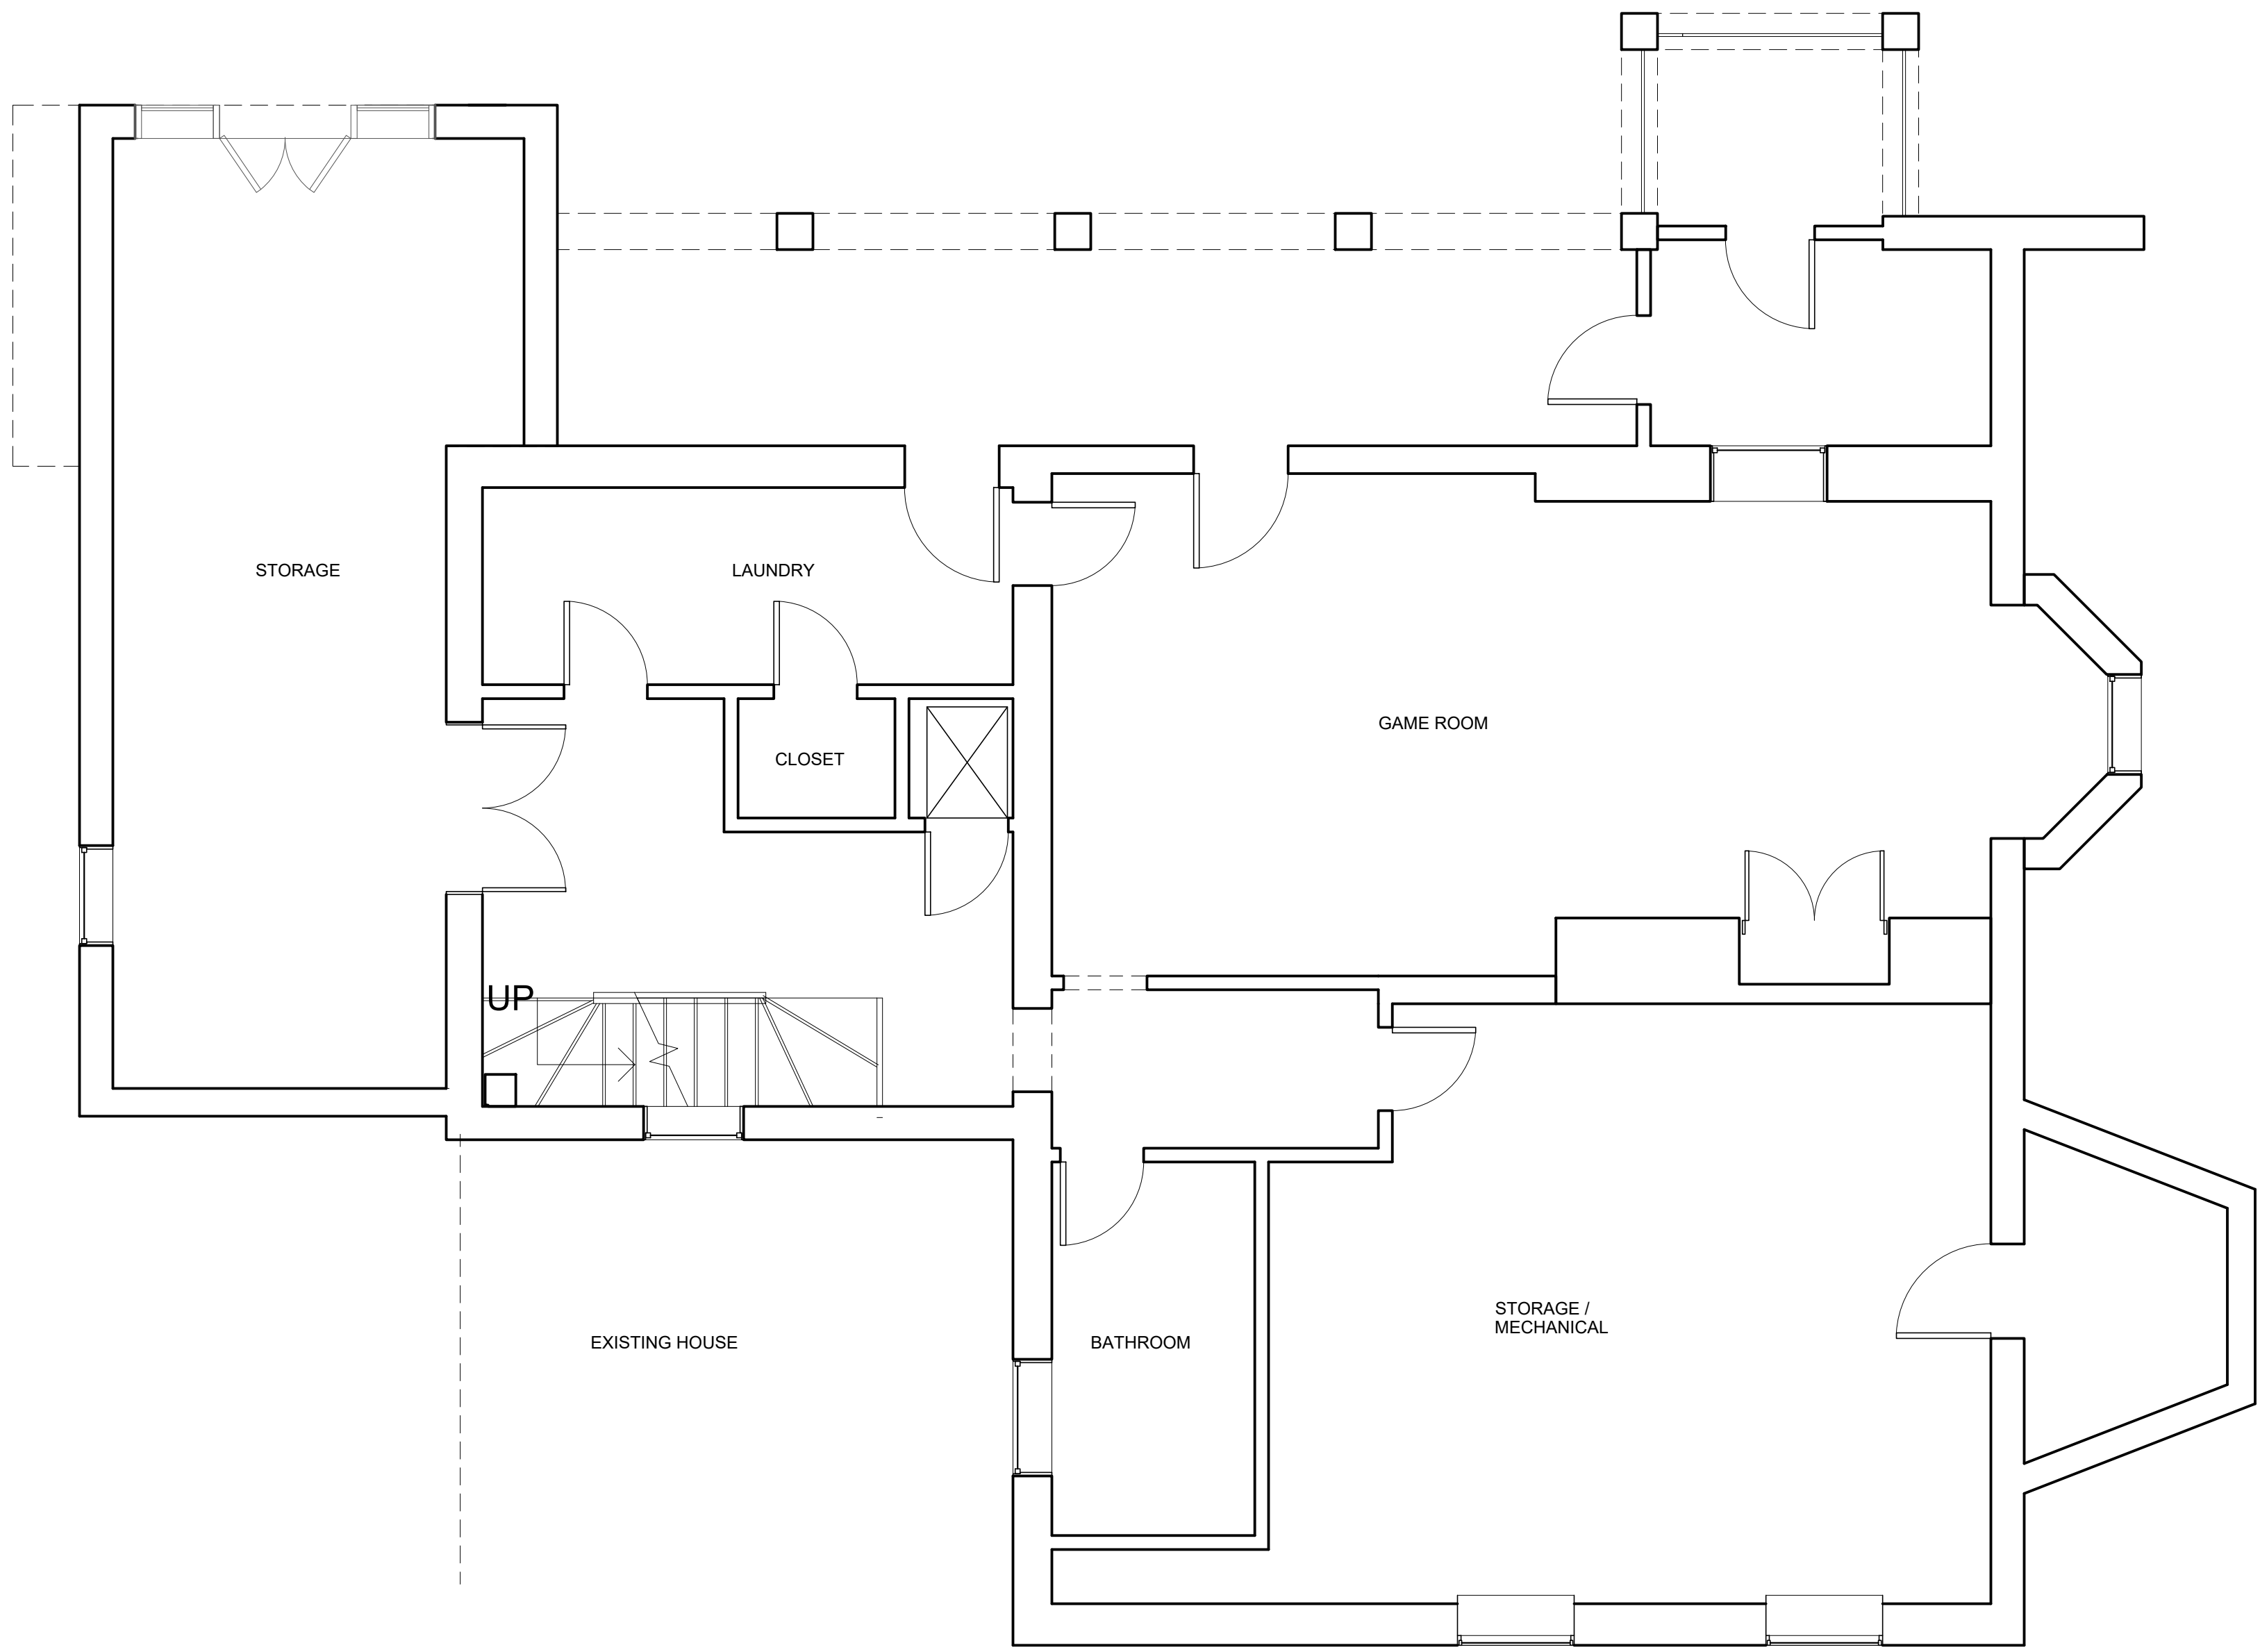 STORAGE
LAUNDRY
GAME ROOM
CLOSET
UP
STORAGE /
MECHANICAL
EXISTING HOUSE
BATHROOM